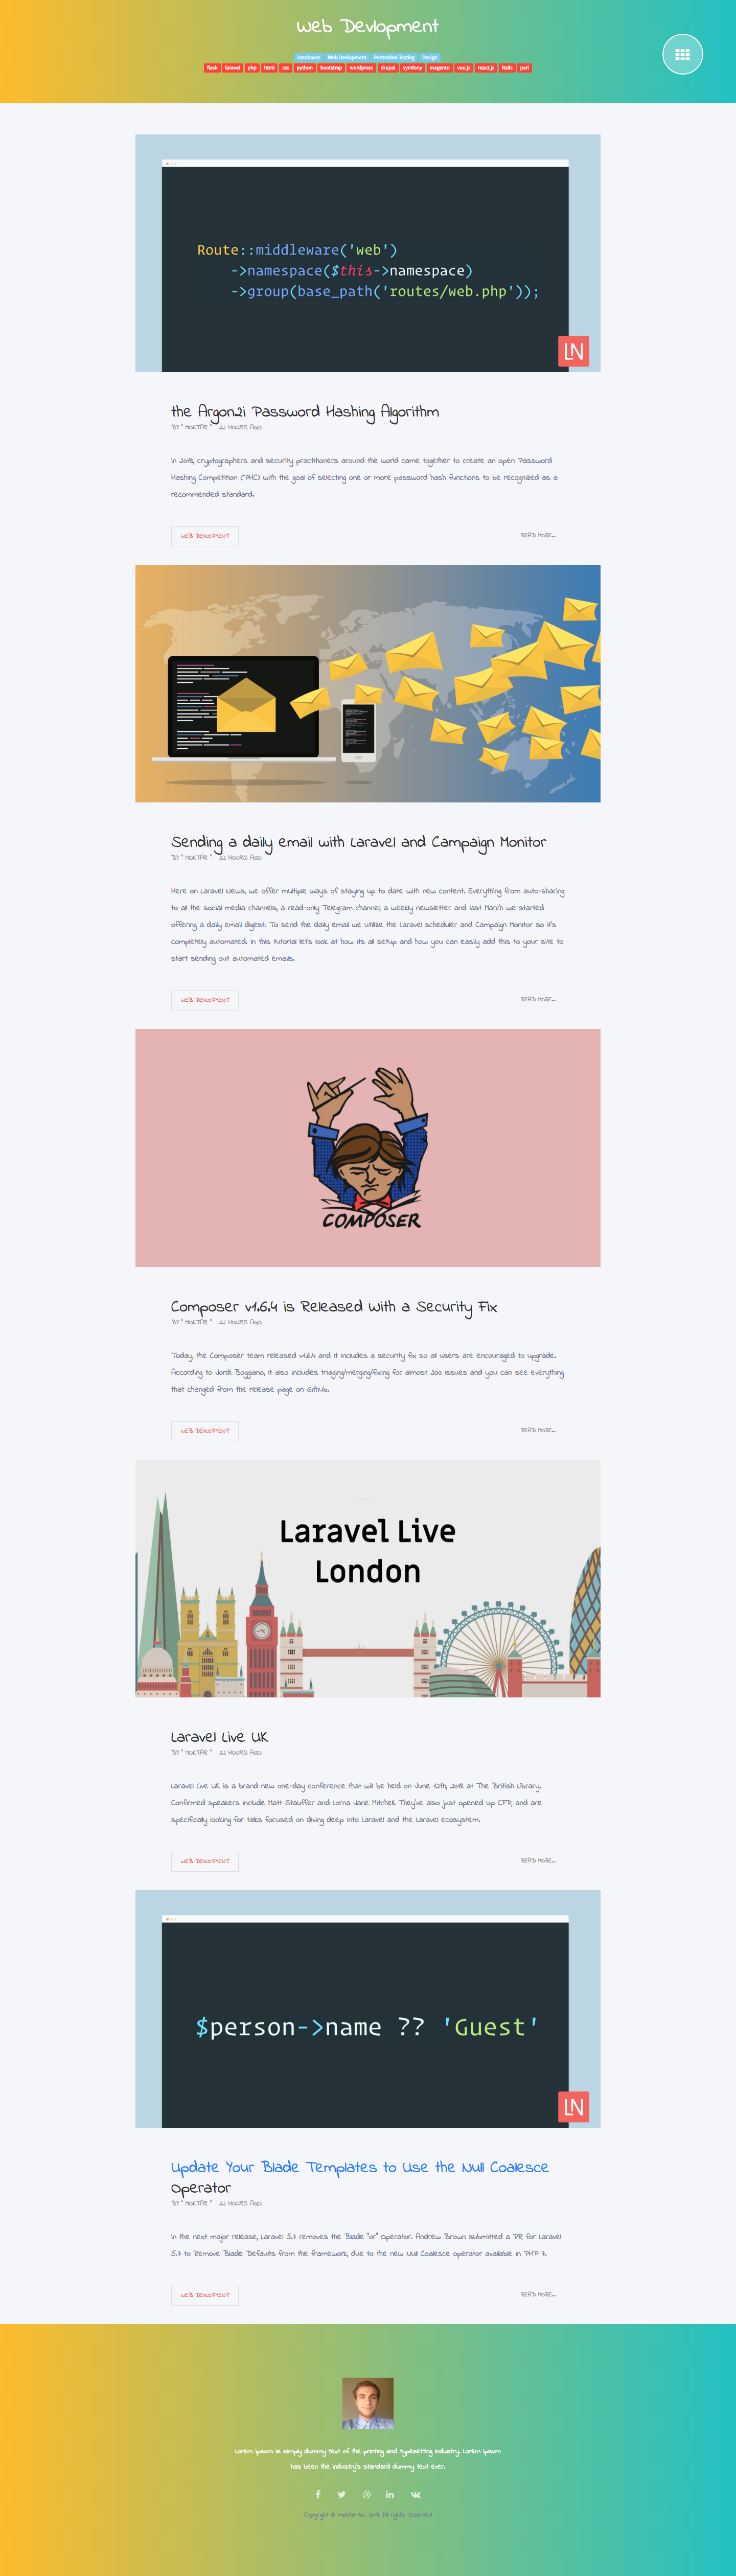 Web Devlopment
Databases Web Devlopment Pentration Testing Design
flask laravel php html css python bootstrap wordpress drupal symfony magento vue.js react.js Rails perl
Route::middleware('web')
->namespace($this->namespace)
->group(base_path('routes/web.php'));
LN
the Argon2i Password Hashing Algorithm
BY " MOKTAR " 22 HOURS AGO
In 2013, cryptographers and security practitioners around the world came together to create an open Password
Hashing Competition (PHC) with the goal of selecting one or more password hash functions to be recognized as a
recommended standard.
WEB DEVLOPMENT READ MORE...
Sending a daily email with Laravel and Campaign Monitor
BY " MOKTAR " 22 HOURS AGO
Here on Laravel News, we offer multiple ways of staying up to date with new content. Everything from auto-sharing
to all the social media channels, a read-only Telegram channel, a weekly newsletter and last March we started
offering a daily email digest. To send the daily email we utilize the Laravel scheduler and Campaign Monitor so it's
completely automated. In this tutorial let's look at how its all setup and how you can easily add this to your site to
start sending out automated emails.
WEB DEVLOPMENT READ MORE...
COMPOSER
Composer v1.6.4 is Released With a Security Fix
BY " MOKTAR " 22 HOURS AGO
Today, the Composer team released v1.6.4 and it includes a security fix so all users are encouraged to upgrade.
According to Jordi Boggiano, it also includes triaging/merging/fixing for almost 200 issues and you can see everything
that changed from the release page on Github.
WEB DEVLOPMENT READ MORE...
Laravel Live
London
Laravel Live UK
BY " MOKTAR " 22 HOURS AGO
Laravel Live UK is a brand new one-day conference that will be held on June 12th, 2018 at The British Library.
Confirmed speakers include Matt Stauffer and Lorna Jane Mitchell. They've also just opened up CFP, and are
specifically looking for talks focused on diving deep into Laravel and the Laravel ecosystem.
WEB DEVLOPMENT READ MORE...
$person->name ?? 'Guest'
LN
Update Your Blade Templates to Use the Null Coalesce
Operator
BY " MOKTAR " 22 HOURS AGO
In the next major release, Laravel 5.7 removes the Blade "or" Operator. Andrew Brown submitted a PR for Laravel
5.7 to Remove Blade Defaults from the framework, due to the new Null Coalesce operator available in PHP 7.
WEB DEVLOPMENT READ MORE...
Lorem Ipsum is simply dummy text of the printing and typesetting industry. Lorem Ipsum
has been the industry's standard dummy text ever.
Copyright © 2018. All rights reserved